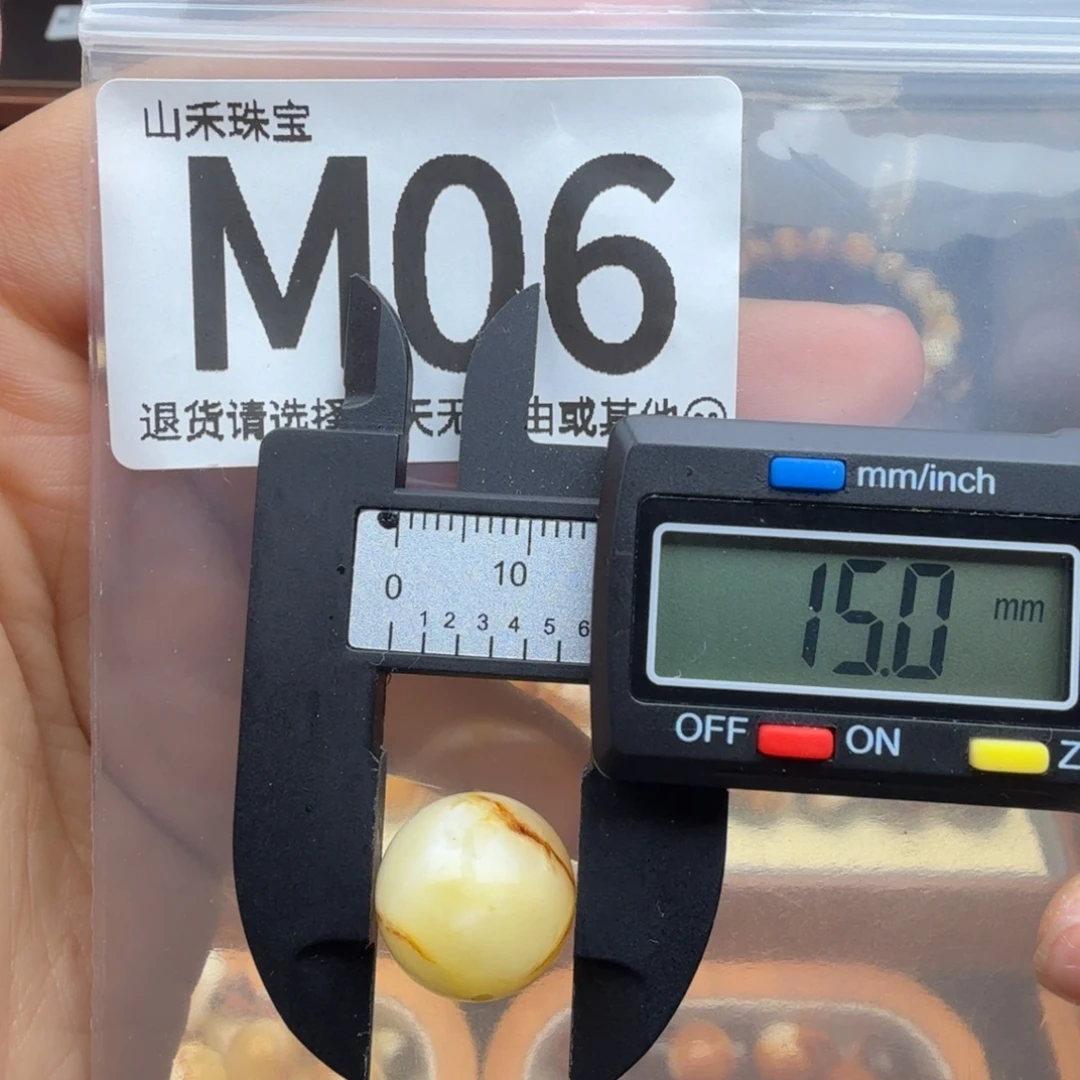 山禾珠宝
M06
退货请选择 天无 由或其他
mm/inch
0 10
1 2 3 4 5 6
15.0 mm
OFF ON Z